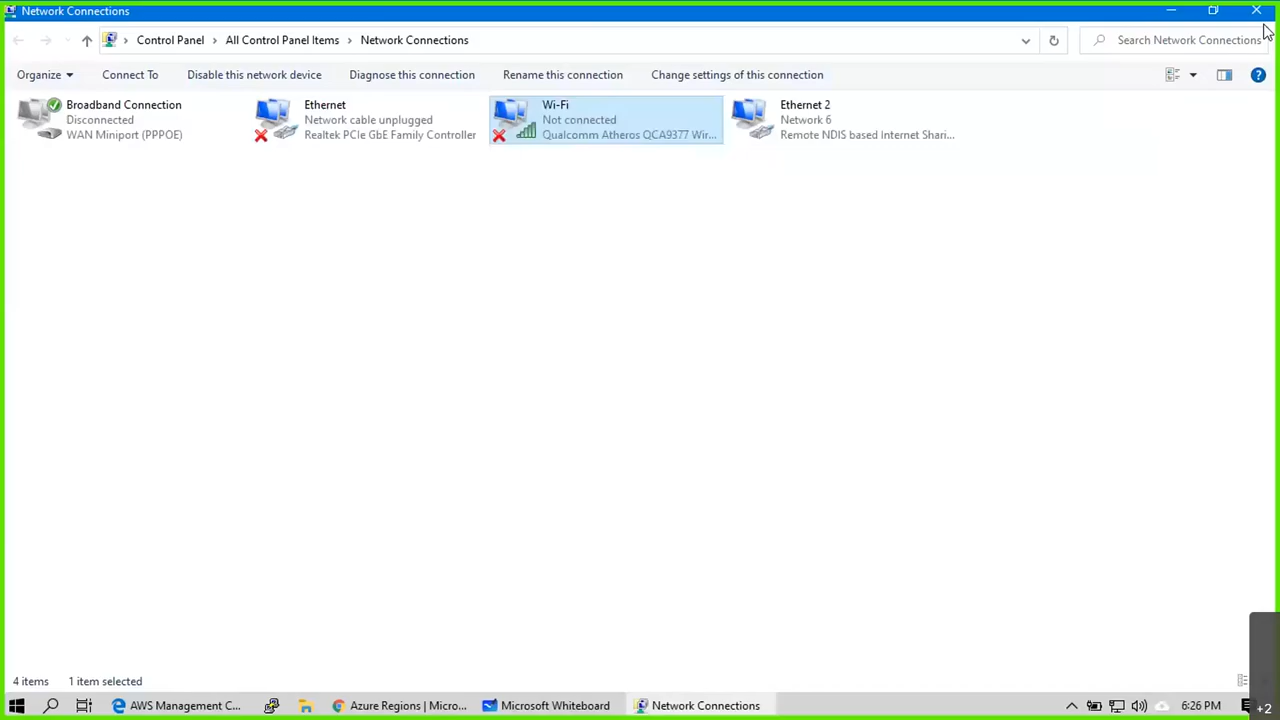 Network Connections
Control Panel > All Control Panel Items > Network Connections
Search Network Connections
Organize
Connect To
Disable this network device
Diagnose this connection
Rename this connection
Change settings of this connection
Broadband Connection
Disconnected
WAN Miniport (PPPOE)
Ethernet
Network cable unplugged
Realtek PCIe GbE Family Controller
Wi-Fi
Not connected
Qualcomm Atheros QCA9377 Wir...
Ethernet 2
Network 6
Remote NDIS based Internet Shari...
4 items
1 item selected
AWS Management C...
Azure Regions | Micro...
Microsoft Whiteboard
Network Connections
6:26 PM
+2